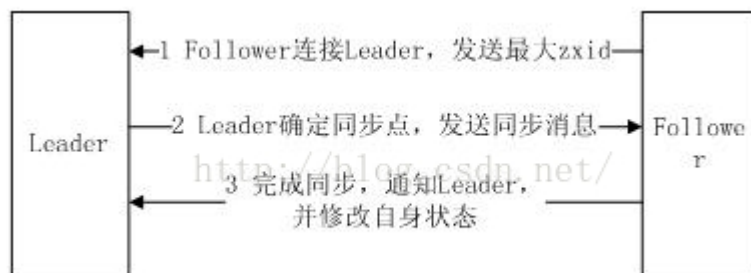 1 Follower连接Leader，发送最大zxid
2 Leader确定同步点，发送同步消息
Leader
Followe
r
http://blog.csdn.net/
3 完成同步，通知Leader，
并修改自身状态